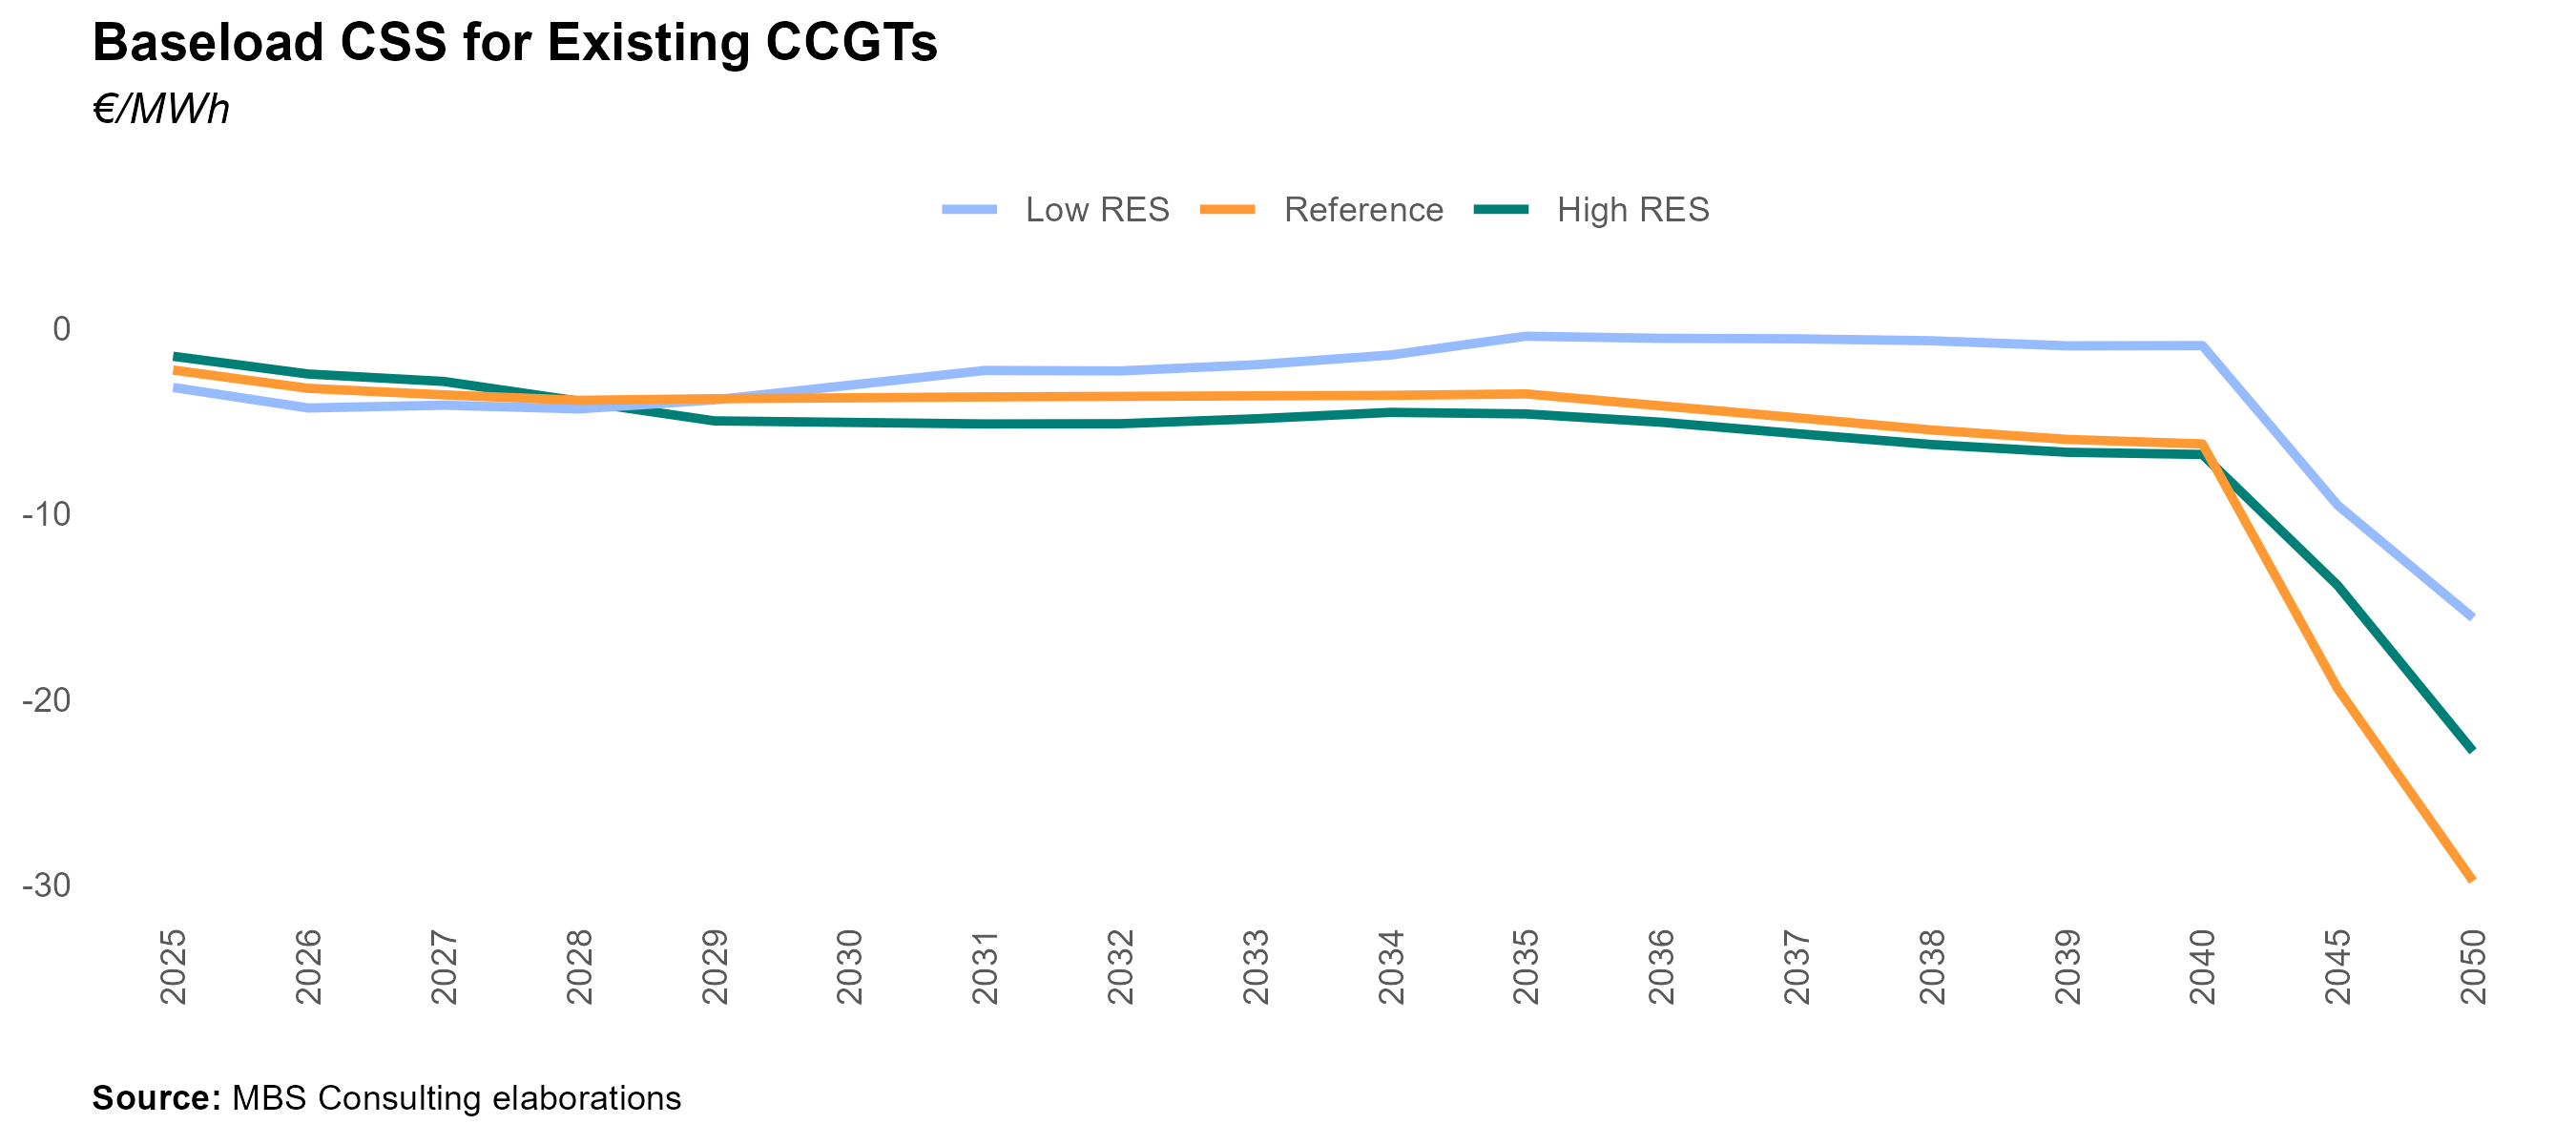 Baseload CSS for Existing CCGTs
€/MWh
Low RES Reference High RES
0
-10
-20
-30
2025 2026 2027 2028 2029 2030 2031 2032 2033 2034 2035 2036 2037 2038 2039 2040 2045 2050
Source: MBS Consulting elaborations